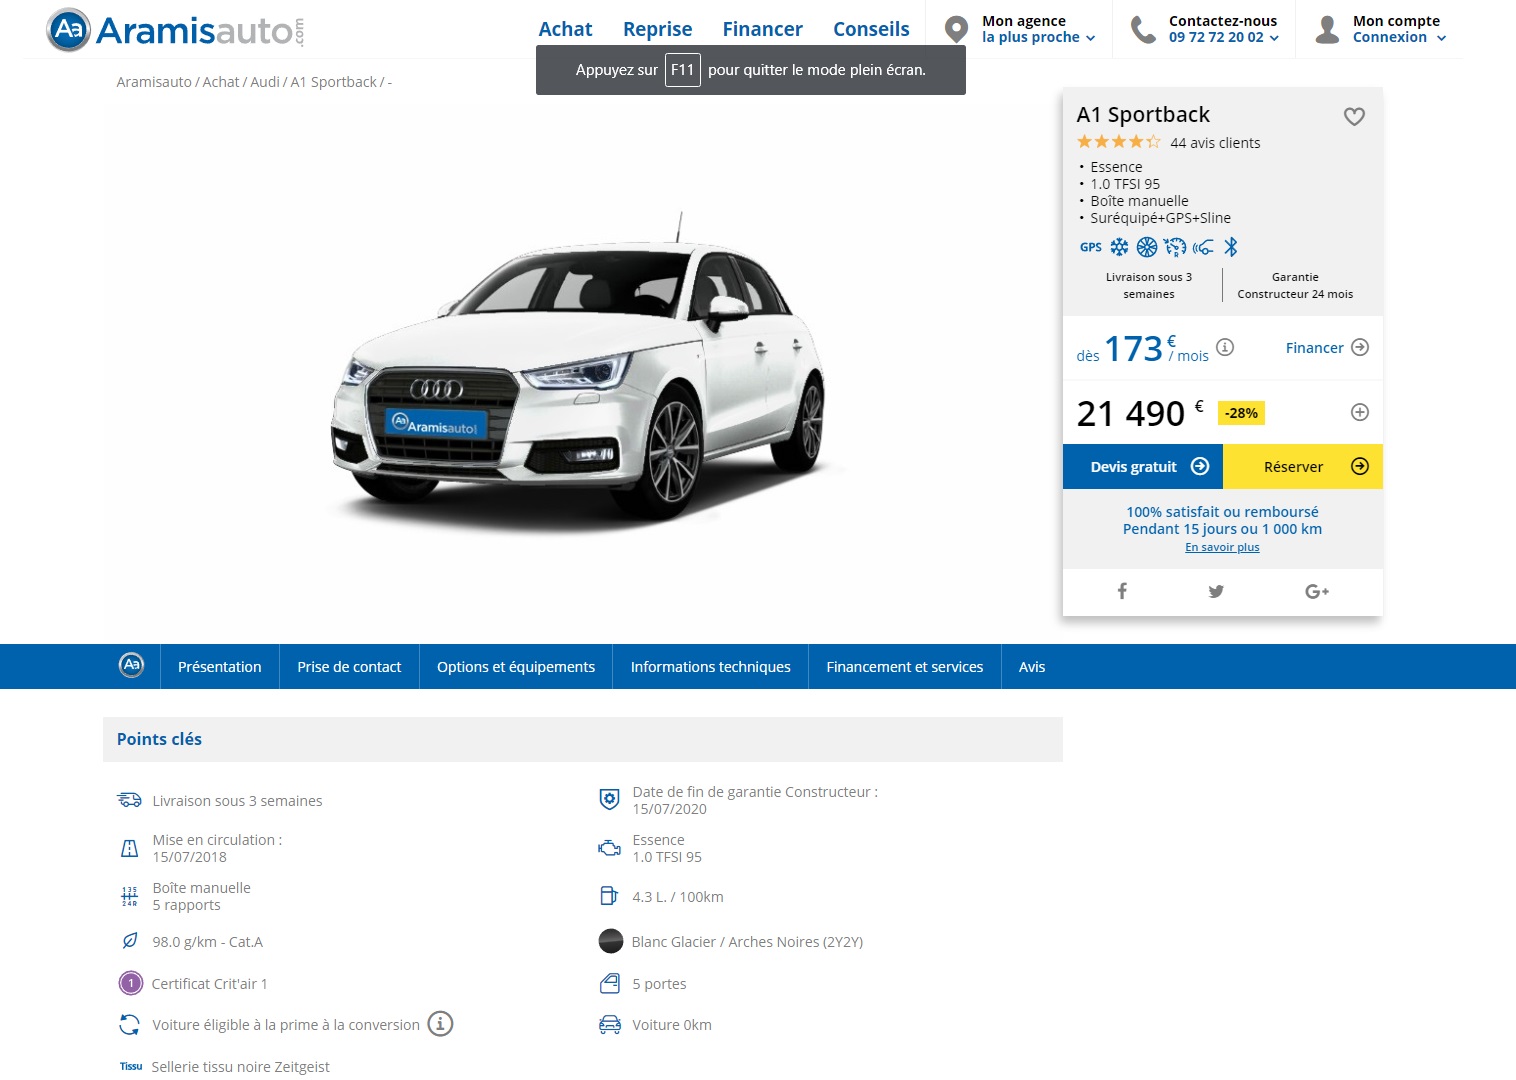 Aa Aramisauto.com
Achat
Reprise
Financer
Conseils
Mon agence
la plus proche
Contactez-nous
09 72 72 20 02
Mon compte
Connexion
Appuyez sur F11 pour quitter le mode plein écran.
Aramisauto / Achat / Audi / A1 Sportback / -
Aa Aramisauto
A1 Sportback
44 avis clients
• Essence
• 1.0 TFSI 95
• Boîte manuelle
• Suréquipé+GPS+Sline
GPS
Livraison sous 3
semaines
Garantie
Constructeur 24 mois
dès 173 € / mois
Financer
21 490 €
-28%
Devis gratuit
Réserver
100% satisfait ou remboursé
Pendant 15 jours ou 1 000 km
En savoir plus
G+
Aa
Présentation
Prise de contact
Options et équipements
Informations techniques
Financement et services
Avis
Points clés
Livraison sous 3 semaines
Date de fin de garantie Constructeur :
15/07/2020
Mise en circulation :
15/07/2018
Essence
1.0 TFSI 95
1 3 5
2 4 R
Boîte manuelle
5 rapports
4.3 L. / 100km
98.0 g/km - Cat.A
Blanc Glacier / Arches Noires (2Y2Y)
1
Certificat Crit'air 1
5 portes
Voiture éligible à la prime à la conversion
Voiture 0km
Tissu
Sellerie tissu noire Zeitgeist